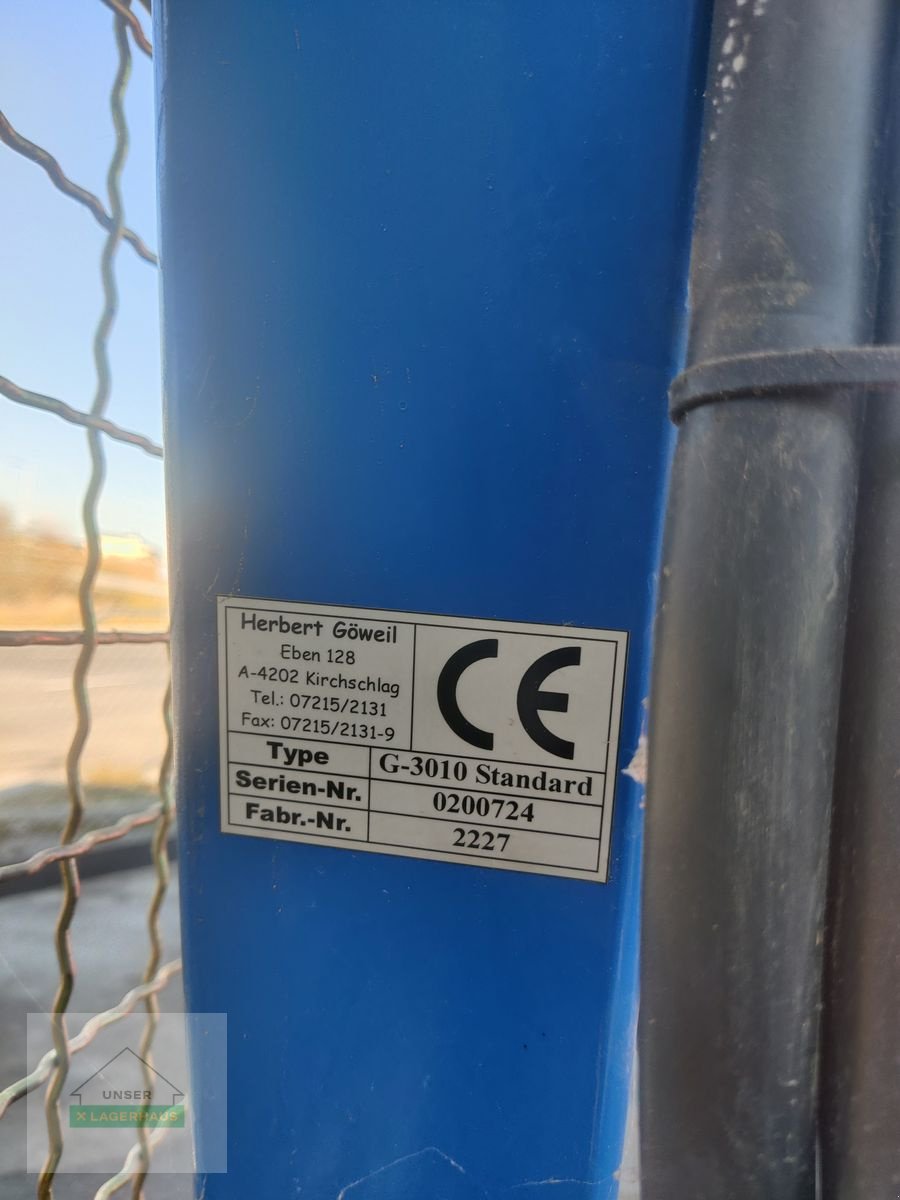 Herbert Göweil
Eben 128
A-4202 Kirchschlag
Tel.: 07215/2131
Fax: 07215/2131-9
CE
Type G-3010 Standard
Serien-Nr. 0200724
Fabr.-Nr. 2227
UNSER
X LAGERHAUS